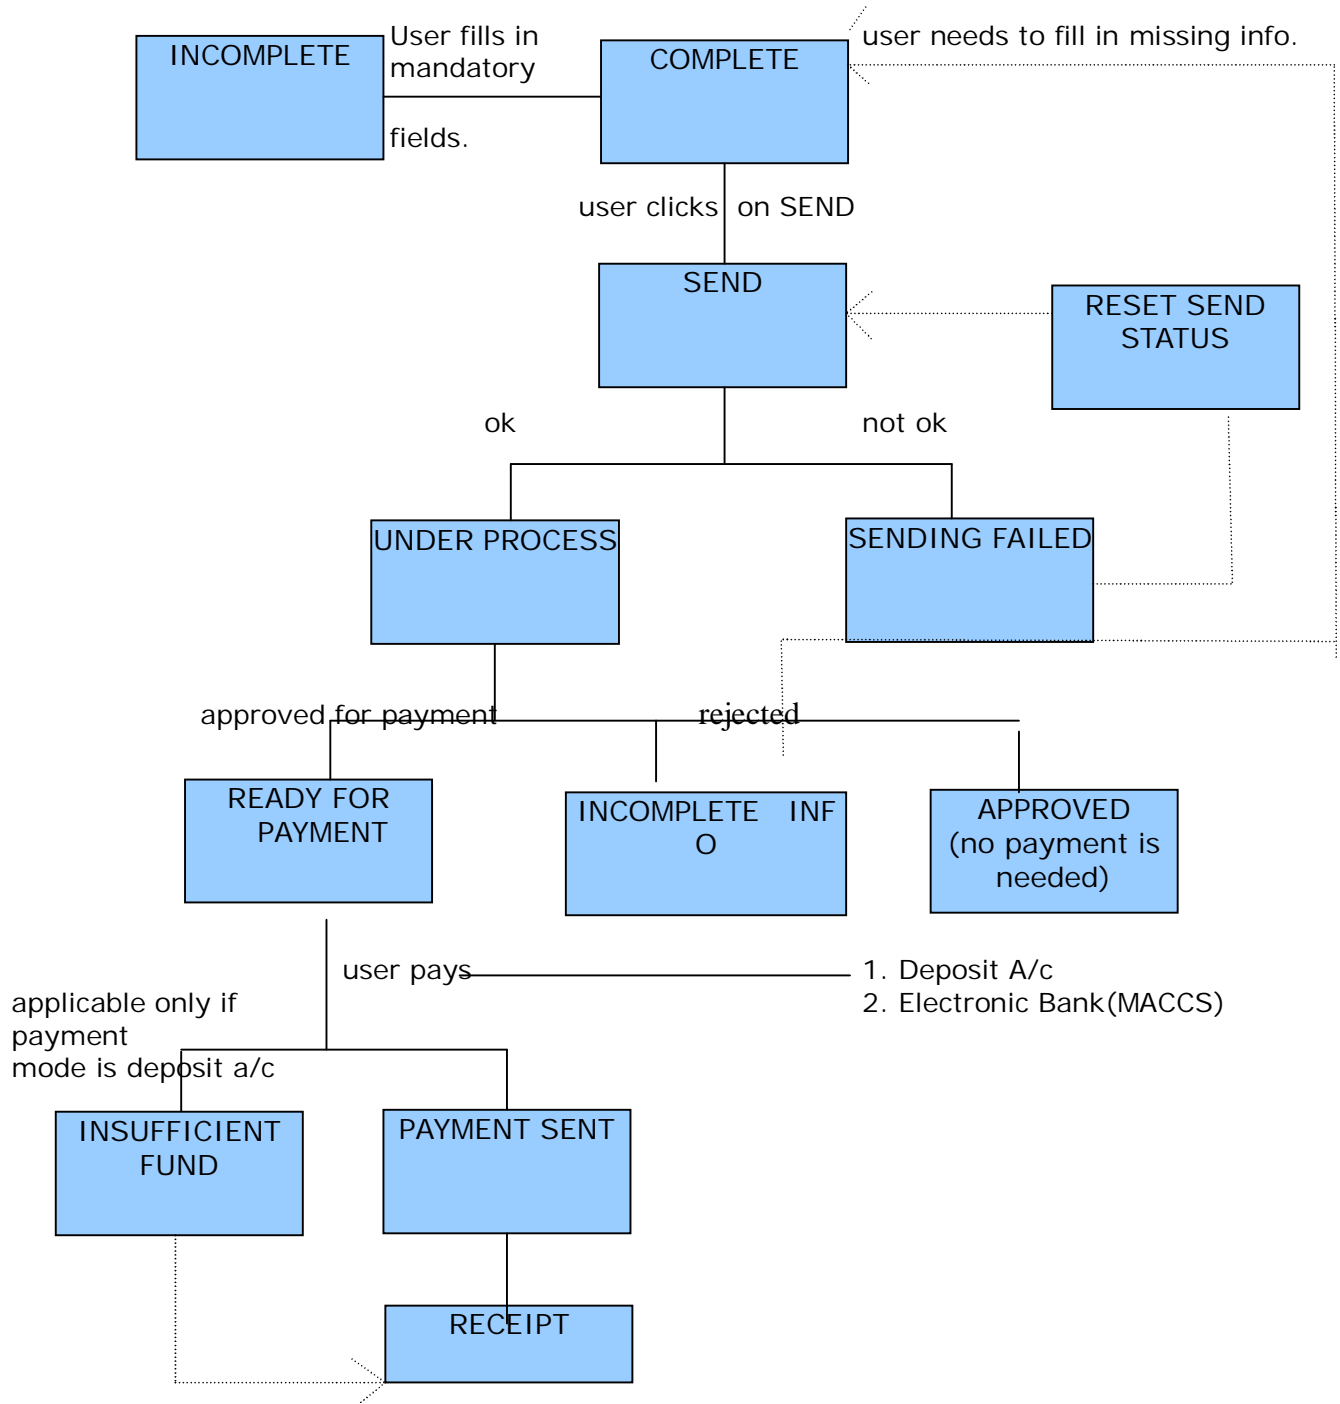 INCOMPLETE
User fills in
mandatory
fields.
COMPLETE
user needs to fill in missing info.
user clicks on SEND
SEND
RESET SEND
STATUS
ok
not ok
UNDER PROCESS
SENDING FAILED
approved for payment
rejected
READY FOR
PAYMENT
INCOMPLETE INF
O
APPROVED
(no payment is
needed)
user pays
1. Deposit A/c
2. Electronic Bank(MACCS)
applicable only if
payment
mode is deposit a/c
INSUFFICIENT
FUND
PAYMENT SENT
RECEIPT